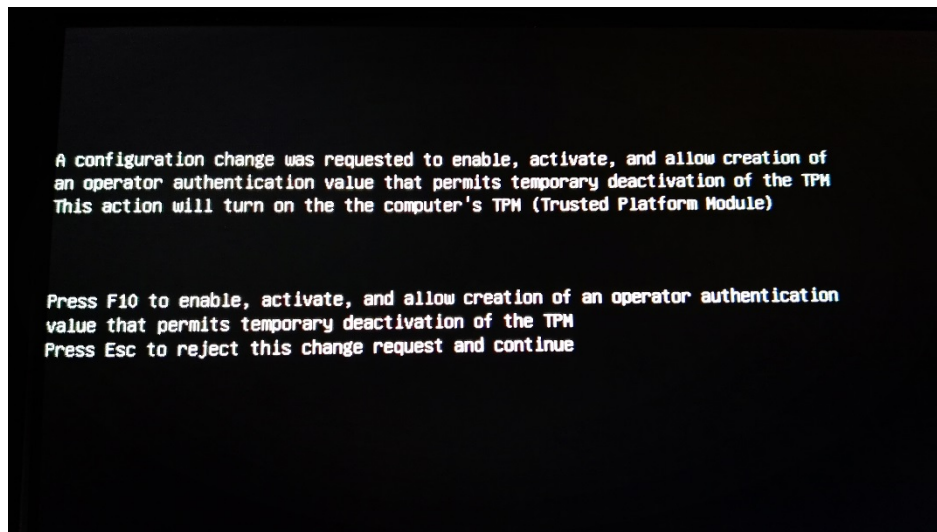 A configuration change was requested to enable, activate, and allow creation of
an operator authentication value that permits temporary deactivation of the TPM
This action will turn on the the computer's TPM (Trusted Platform Module)
Press F10 to enable, activate, and allow creation of an operator authentication
value that permits temporary deactivation of the TPM
Press Esc to reject this change request and continue